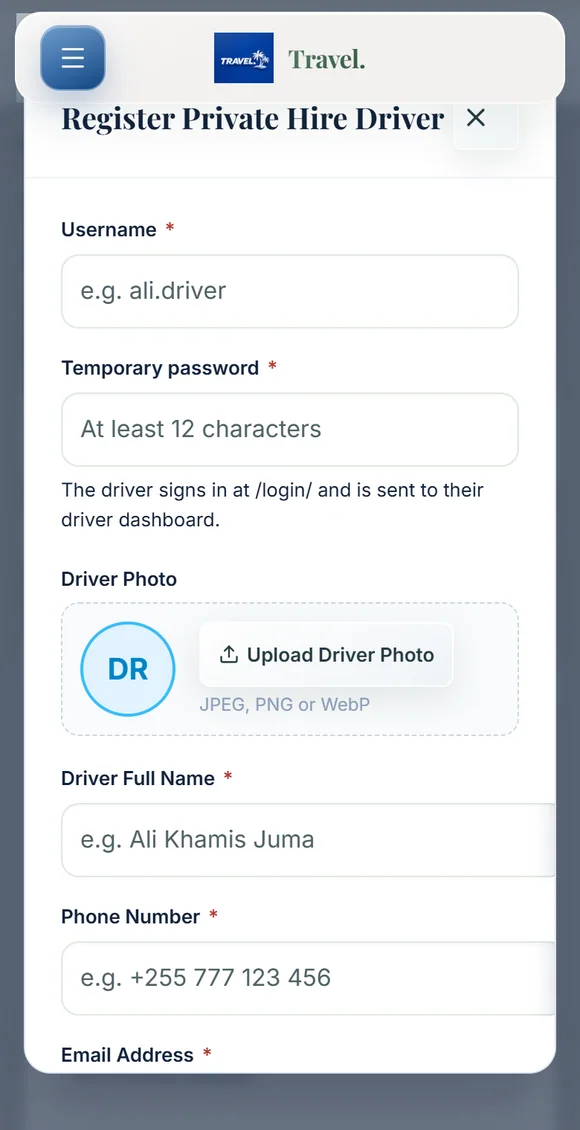 TRAVEL
Travel.
Register Private Hire Driver
Username *
e.g. ali.driver
Temporary password *
At least 12 characters
The driver signs in at /login/ and is sent to their
driver dashboard.
Driver Photo
DR
Upload Driver Photo
JPEG, PNG or WebP
Driver Full Name *
e.g. Ali Khamis Juma
Phone Number *
e.g. +255 777 123 456
Email Address *